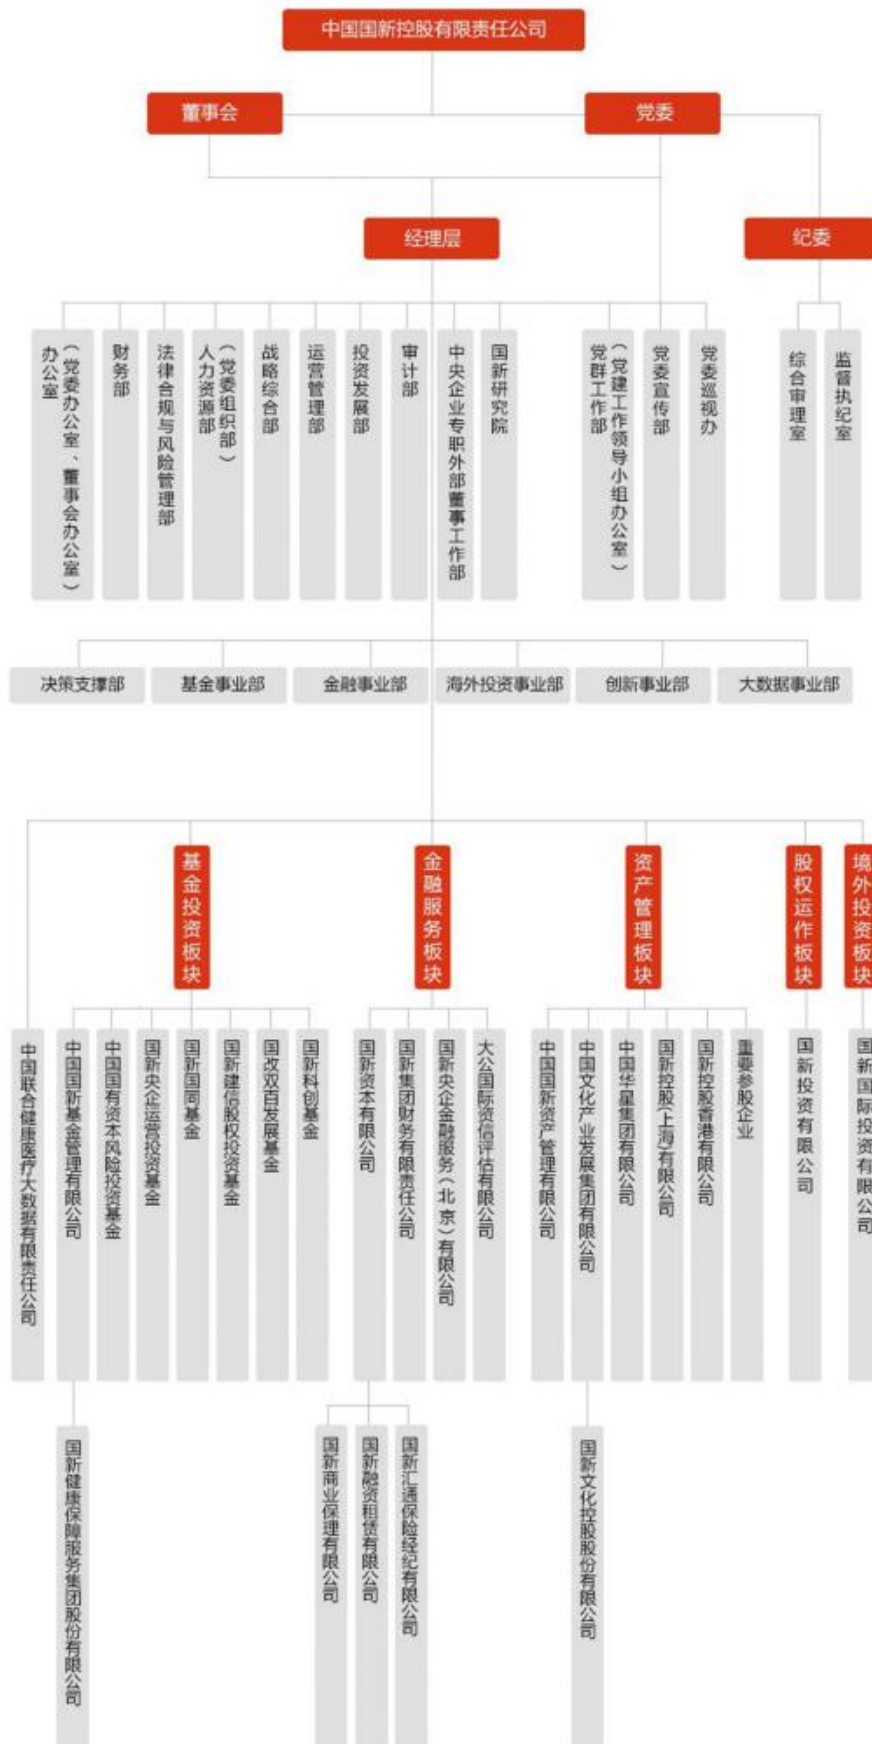 中国国新控股有限责任公司
董事会
党委
经理层
纪委
办公室
（党委办公室、董事会办公室）
财务部
法律合规与风险管理部
人力资源部
（党委组织部）
战略综合部
运营管理部
投资发展部
审计部
中央企业专职外部董事工作部
国新研究院
党群工作部
（党建工作领导小组办公室）
党委宣传部
党委巡视办
综合审理室
监督执纪室
决策支撑部
基金事业部
金融事业部
海外投资事业部
创新事业部
大数据事业部
基金投资板块
金融服务板块
资产管理板块
股权运作板块
境外投资板块
中国联合健康医疗大数据有限责任公司
中国国新基金管理有限公司
中国国有资本风险投资基金
国新央企运营投资基金
国新国同基金
国新建信股权投资基金
国改双百发展基金
国新科创基金
国新资本有限公司
国新集团财务有限责任公司
国新央企金融服务（北京）有限公司
大公国际资信评估有限公司
中国国新资产管理有限公司
中国文化产业发展集团有限公司
中国华星集团有限公司
国新控股(上海)有限公司
国新控股香港有限公司
重要参股企业
国新投资有限公司
国新国际投资有限公司
国新健康保障服务集团股份有限公司
国新商业保理有限公司
国新融资租赁有限公司
国新汇通保险经纪有限公司
国新文化控股股份有限公司